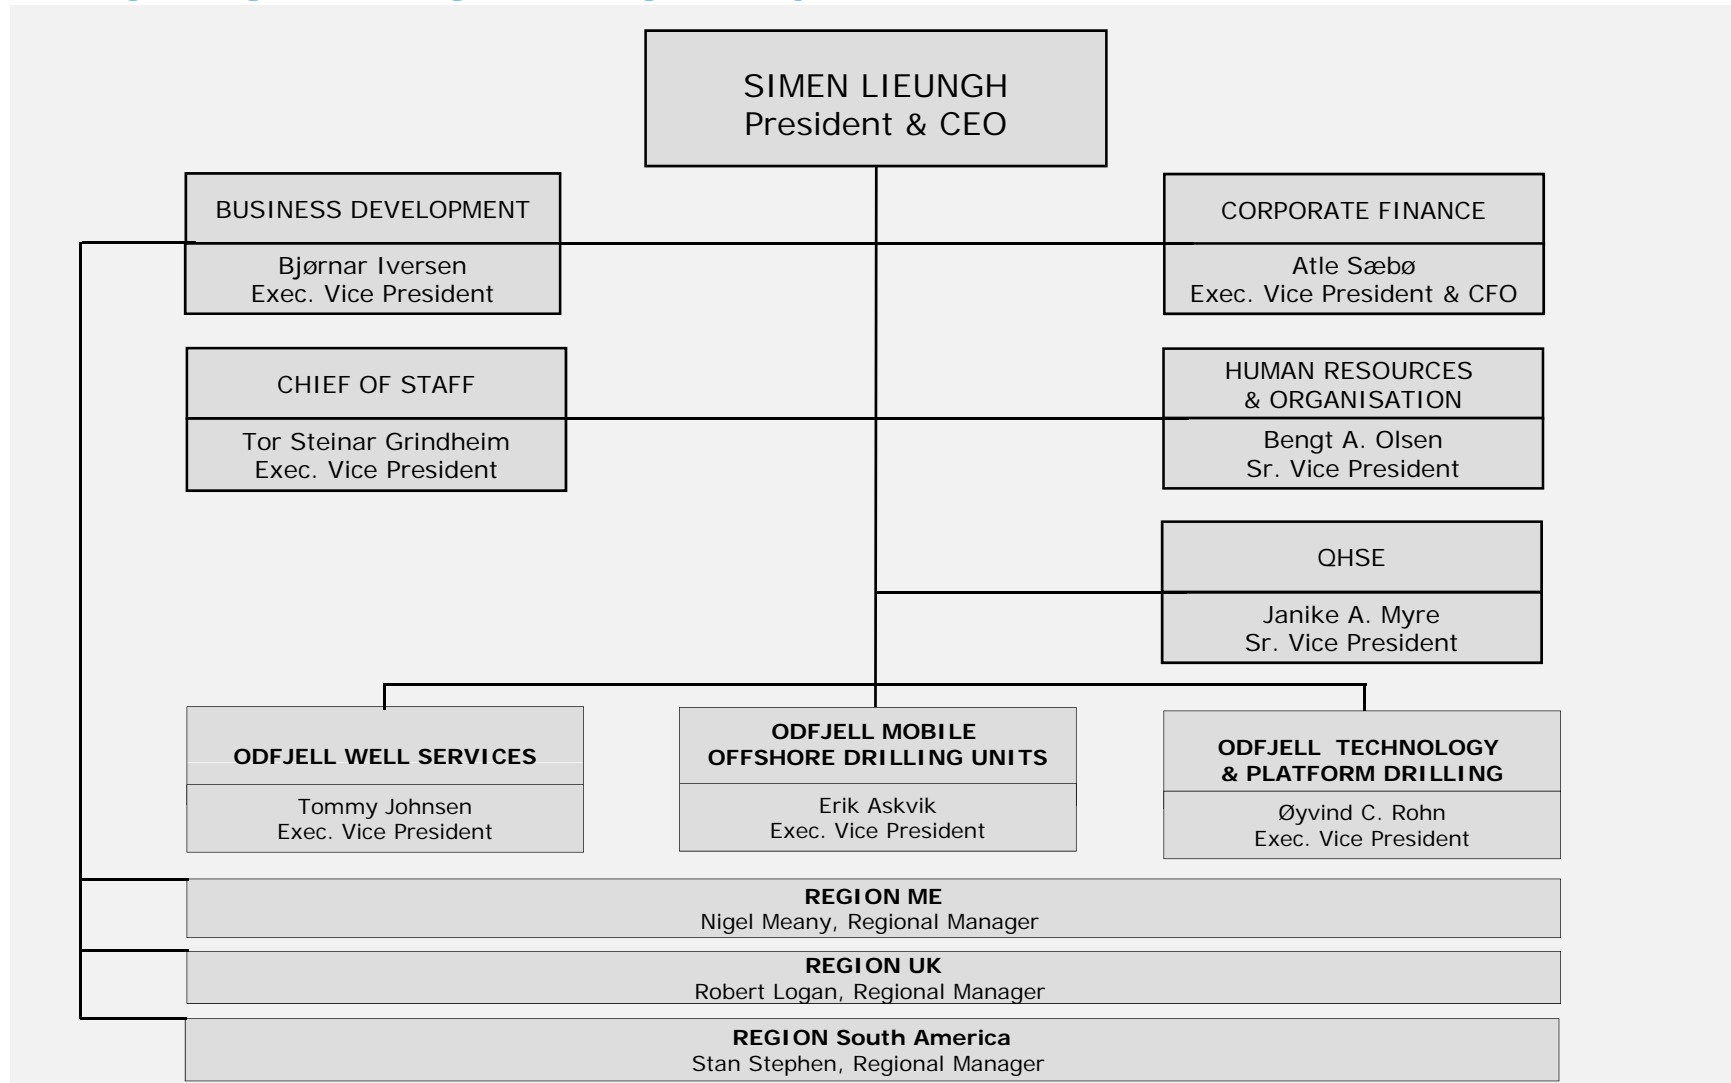 SIMEN LIEUNGH
President & CEO
BUSINESS DEVELOPMENT
Bjørnar Iversen
Exec. Vice President
CORPORATE FINANCE
Atle Sæbø
Exec. Vice President & CFO
CHIEF OF STAFF
Tor Steinar Grindheim
Exec. Vice President
HUMAN RESOURCES
& ORGANISATION
Bengt A. Olsen
Sr. Vice President
QHSE
Janike A. Myre
Sr. Vice President
ODFJELL WELL SERVICES
Tommy Johnsen
Exec. Vice President
ODFJELL MOBILE
OFFSHORE DRILLING UNITS
Erik Askvik
Exec. Vice President
ODFJELL TECHNOLOGY
& PLATFORM DRILLING
Øyvind C. Rohn
Exec. Vice President
REGION ME
Nigel Meany, Regional Manager
REGION UK
Robert Logan, Regional Manager
REGION South America
Stan Stephen, Regional Manager